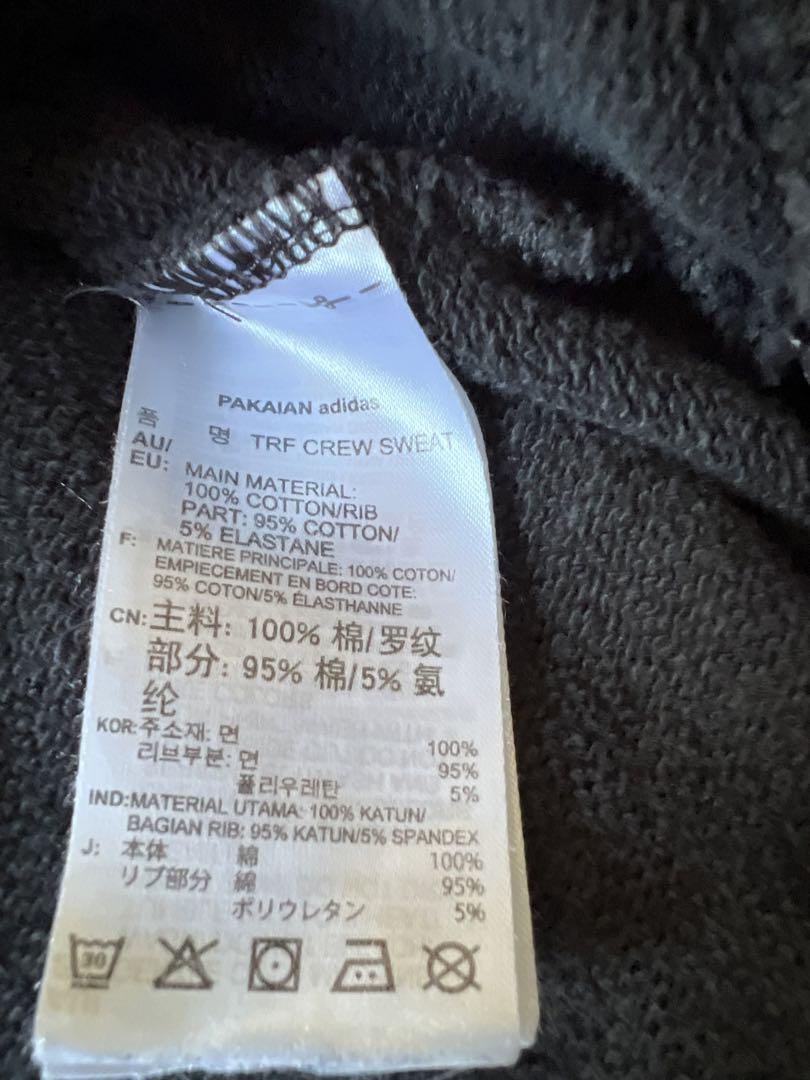 PAKAIAN adidas
품 명 TRF CREW SWEAT
AU/
EU: MAIN MATERIAL:
100% COTTON/RIB
PART: 95% COTTON/
5% ELASTANE
F: MATIERE PRINCIPALE: 100% COTON/
EMPIECEMENT EN BORD COTE:
95% COTON/5% ÉLASTHANNE
CN: 主料: 100% 棉/罗纹
部分: 95% 棉/5% 氨
纶
KOR: 주소재: 면 100%
리브부분: 면 95%
폴리우레탄 5%
IND: MATERIAL UTAMA: 100% KATUN/
BAGIAN RIB: 95% KATUN/5% SPANDEX
J: 本体 綿 100%
リブ部分 綿 95%
ポリウレタン 5%
30